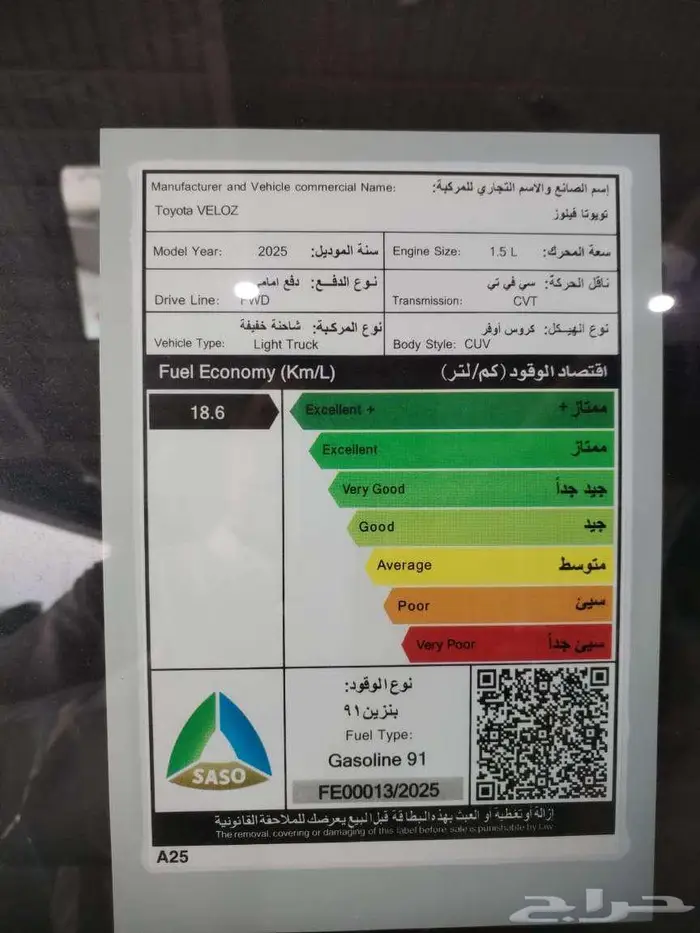 Manufacturer and Vehicle commercial Name: إسم الصانع والاسم التجاري للمركبة:
Toyota VELOZ تويوتا فيلوز
Model Year: 2025 سنة الموديل:
Engine Size: 1.5 L سعة المحرك:
نوع الدفع: دفع امامي
Drive Line: FWD
ناقل الحركة: سي في تي
Transmission: CVT
نوع المركبة: شاحنة خفيفة
Vehicle Type: Light Truck
نوع الهيكل: كروس أوفر
Body Style: CUV
Fuel Economy (Km/L) اقتصاد الوقود (كم/لتر)
18.6
Excellent + ممتاز +
Excellent ممتاز
Very Good جيد جداً
Good جيد
Average متوسط
Poor سيئ
Very Poor سيئ جداً
SASO
نوع الوقود:
بنزين ٩١
Fuel Type:
Gasoline 91
FE00013/2025
إزالة أو تغطية أو العبث بهذه البطاقة قبل البيع يعرضك للملاحقة القانونية
The removal, covering or damaging of this label before sale is punishable by law
A25
حراج